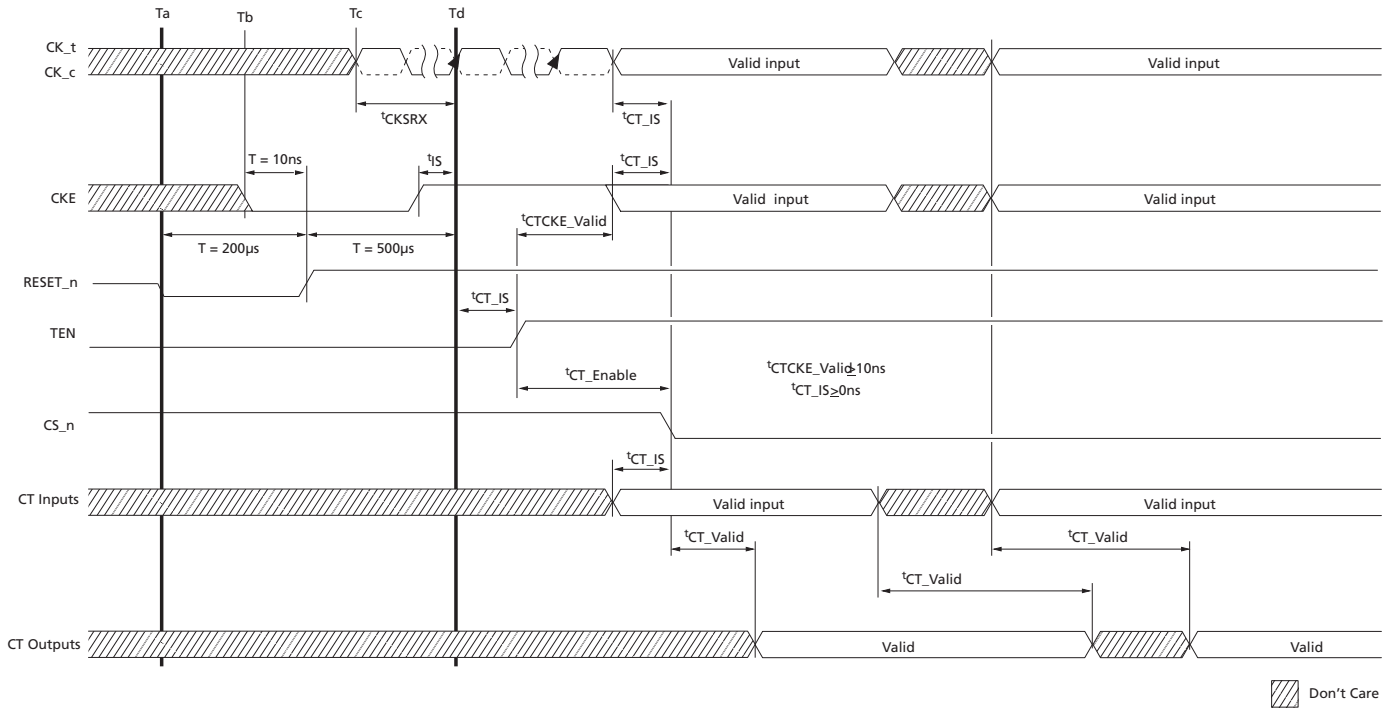 Ta
Tb
Tc
Td
CK_t
CK_c
Valid input
Valid input
tCKSRX
tCT_IS
T = 10ns
tIS
tCT_IS
CKE
Valid input
Valid input
tCTCKE_Valid
T = 200µs
T = 500µs
RESET_n
tCT_IS
TEN
tCT_Enable
tCTCKE_Valid≥10ns
tCT_IS≥0ns
CS_n
tCT_IS
CT Inputs
Valid input
Valid input
tCT_Valid
tCT_Valid
tCT_Valid
CT Outputs
Valid
Valid
Don't Care